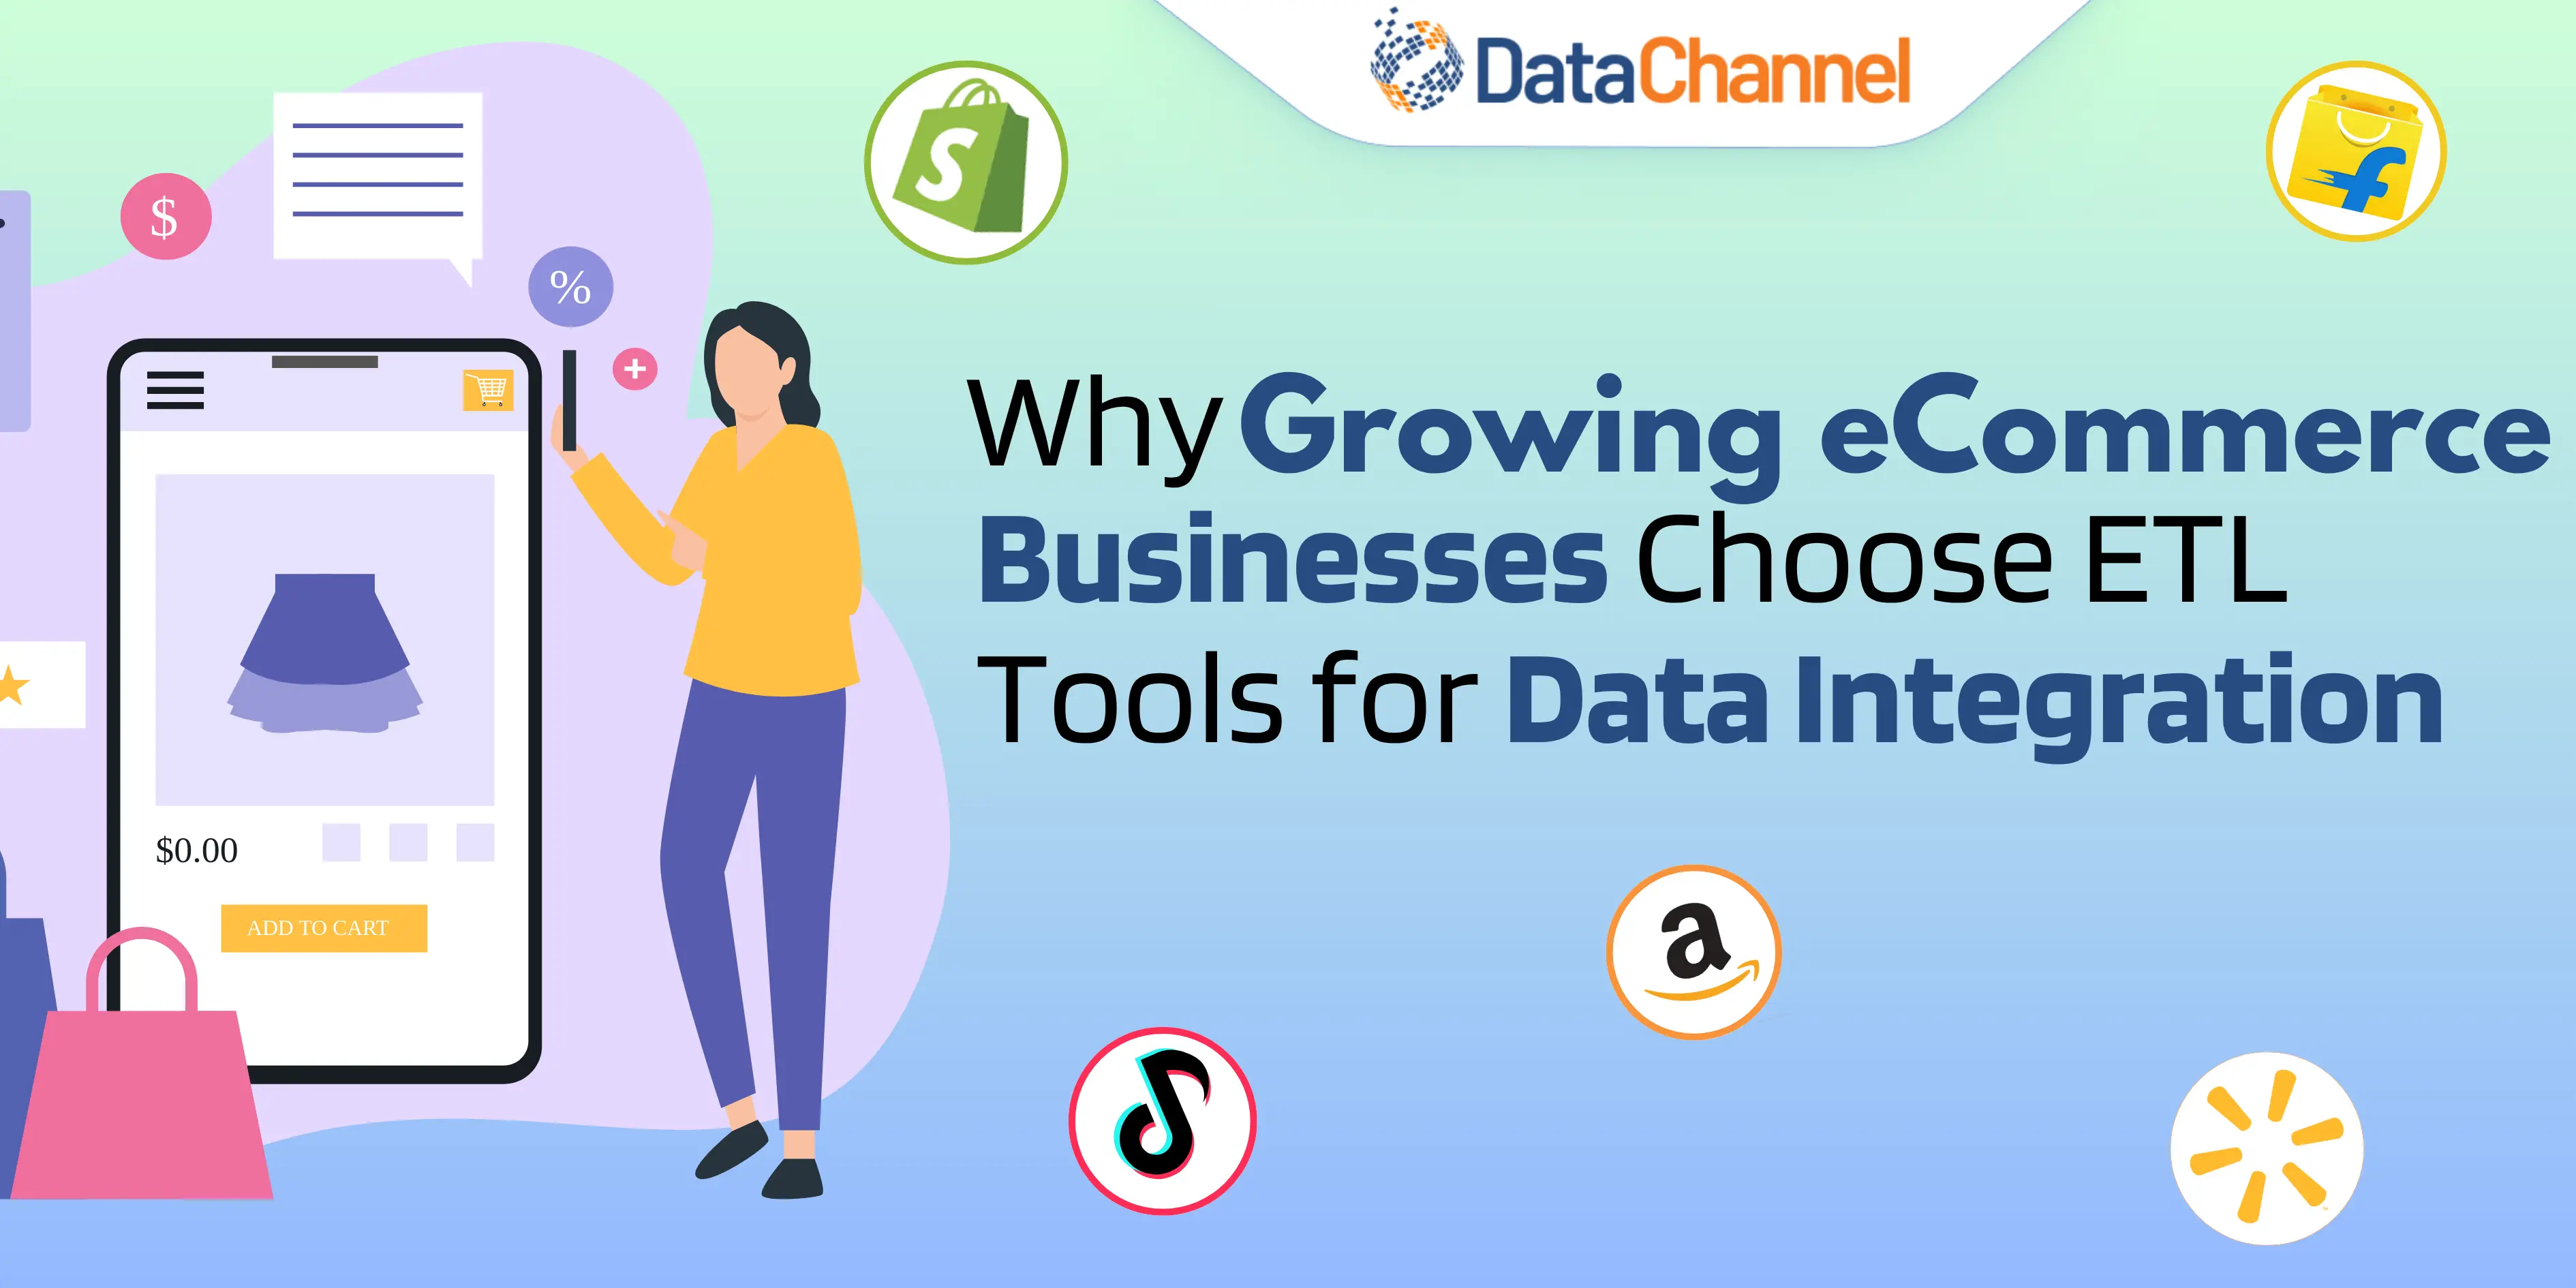 DataChannel
$
%
Why Growing eCommerce
Businesses Choose ETL
Tools for Data Integration
$0.00
ADD TO CART